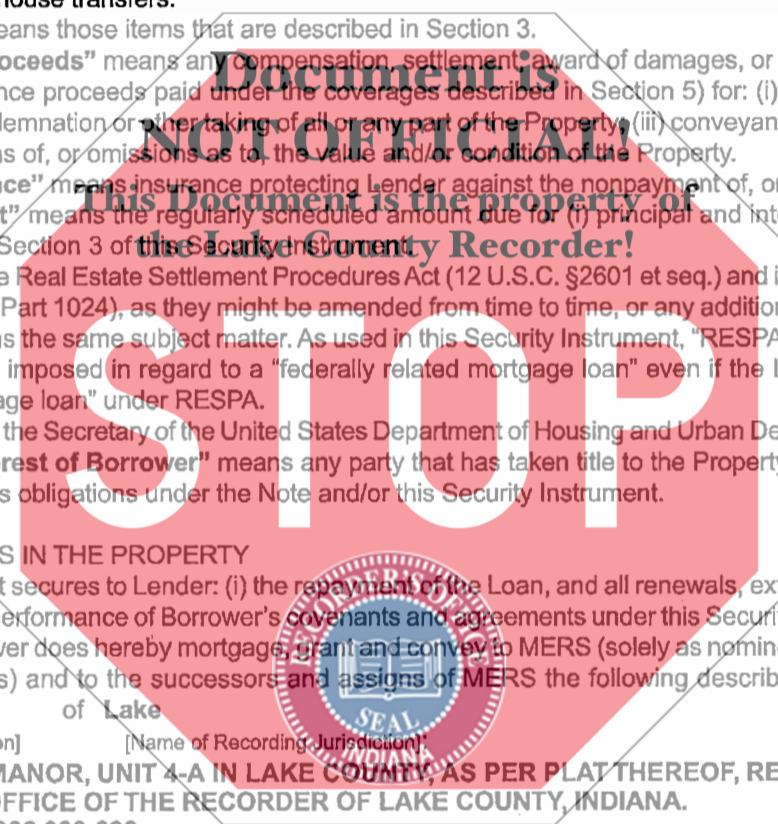 house transfers.
eans those items that are described in Section 3.
oceeds" means any compensation, settlement, award of damages, or
nce proceeds paid under the coverages described in Section 5) for: (i)
demnation or other taking of all or any part of the Property; (iii) conveyan
s of, or omissions as to, the value and/or condition of the Property.
ce" means insurance protecting Lender against the nonpayment of, o
t" means the regularly scheduled amount due for (i) principal and int
Section 3 of this Security Instrument.
e Real Estate Settlement Procedures Act (12 U.S.C. §2601 et seq.) and i
Part 1024), as they might be amended from time to time, or any addition
s the same subject matter. As used in this Security Instrument, "RESPA
imposed in regard to a "federally related mortgage loan" even if the L
age loan" under RESPA.
the Secretary of the United States Department of Housing and Urban De
rest of Borrower" means any party that has taken title to the Property
s obligations under the Note and/or this Security Instrument.
S IN THE PROPERTY
t secures to Lender: (i) the repayment of the Loan, and all renewals, ex
erformance of Borrower's covenants and agreements under this Securi
ver does hereby mortgage, grant and convey to MERS (solely as nomine
s) and to the successors and assigns of MERS the following describ
of Lake
on] [Name of Recording Jurisdiction]:
MANOR, UNIT 4-A IN LAKE COUNTY, AS PER PLAT THEREOF, RE
OFFICE OF THE RECORDER OF LAKE COUNTY, INDIANA.
Document is
NOT OFFICIAL!
This Document is the property of
the Lake County Recorder!
STOP
RECORDER'S OFFICE
SEAL
INDIANA